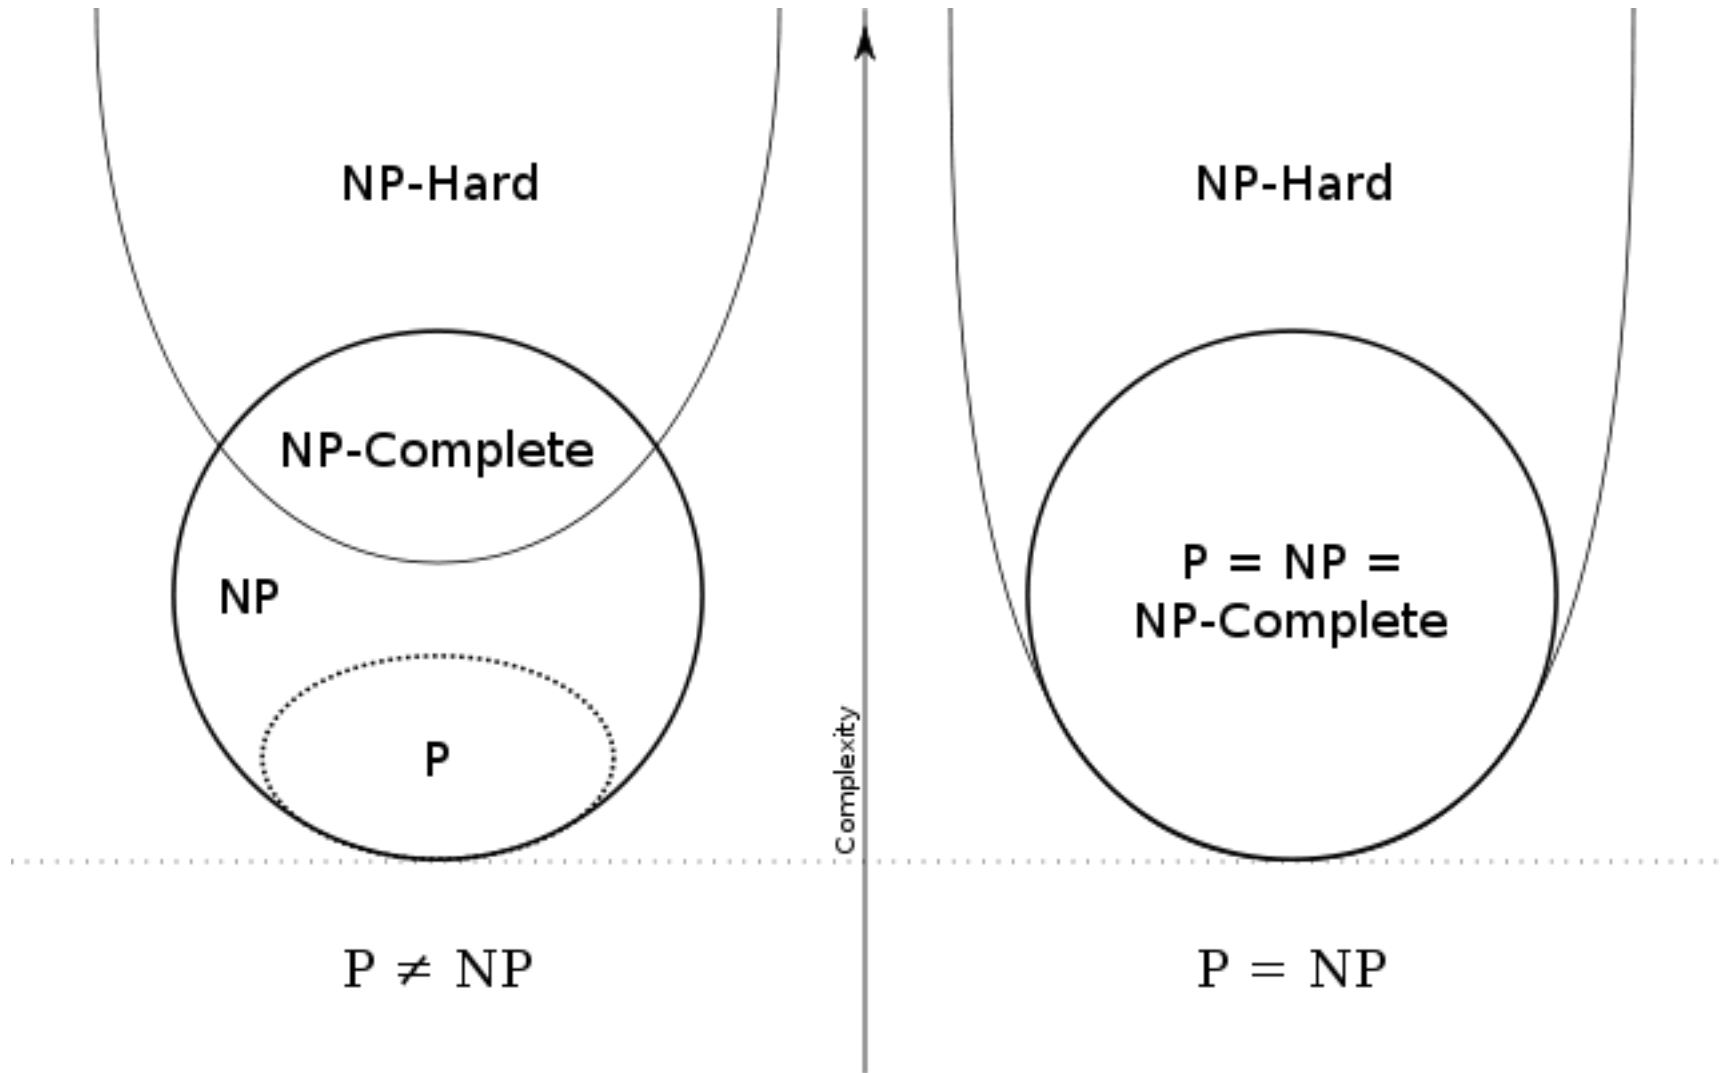 NP-Hard
NP-Complete
NP
P
P ≠ NP
Complexity
NP-Hard
P = NP =
NP-Complete
P = NP